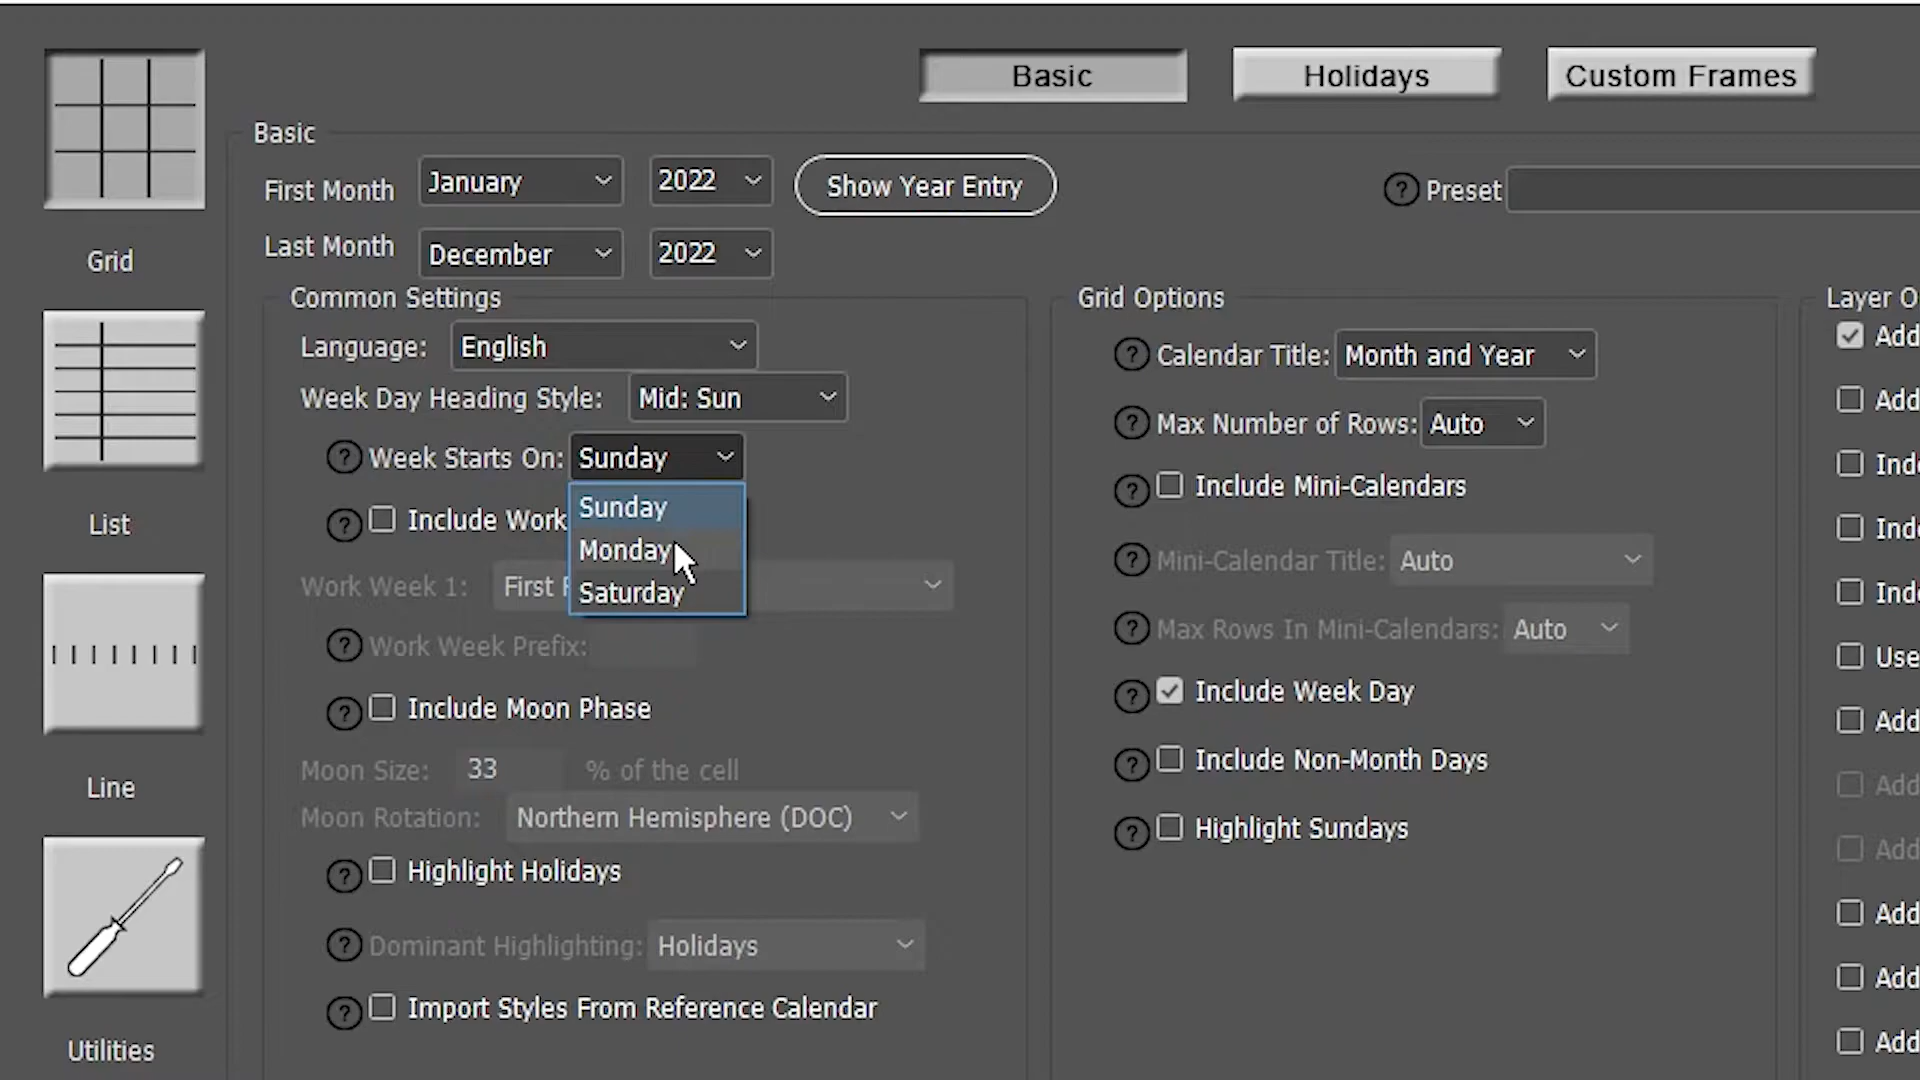 Basic
Holidays
Custom Frames
Grid
List
Line
Utilities
Basic
First Month January 2022 Show Year Entry
? Preset
Last Month December 2022
Common Settings
Language: English
Week Day Heading Style: Mid: Sun
? Week Starts On: Sunday
Sunday
Monday
Saturday
? Include Work
Work Week 1: First
? Work Week Prefix:
? Include Moon Phase
Moon Size: 33 % of the cell
Moon Rotation: Northern Hemisphere (DOC)
? Highlight Holidays
? Dominant Highlighting: Holidays
? Import Styles From Reference Calendar
Grid Options
? Calendar Title: Month and Year
? Max Number of Rows: Auto
? Include Mini-Calendars
? Mini-Calendar Title: Auto
? Max Rows In Mini-Calendars: Auto
? Include Week Day
? Include Non-Month Days
? Highlight Sundays
Layer O
Add
Add
Ind
Ind
Ind
Use
Add
Add
Add
Add
Add
Add